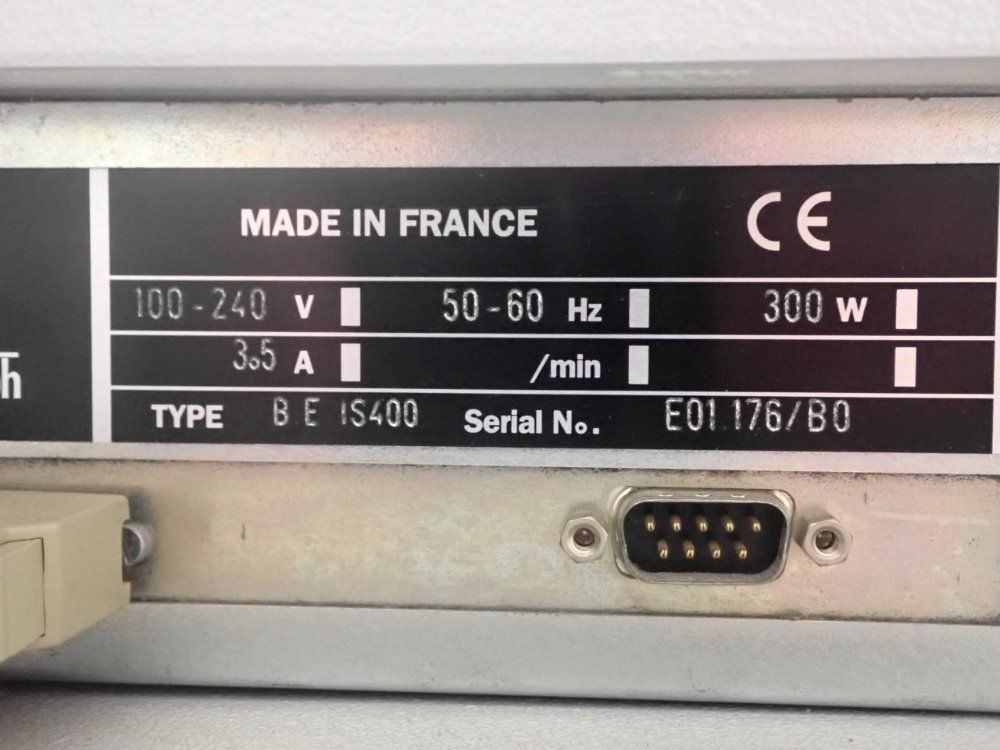 MADE IN FRANCE CE
100-240 V 50-60 Hz 300 W
3.5 A /min
TYPE B.E IS400 Serial No. E01.176/B0